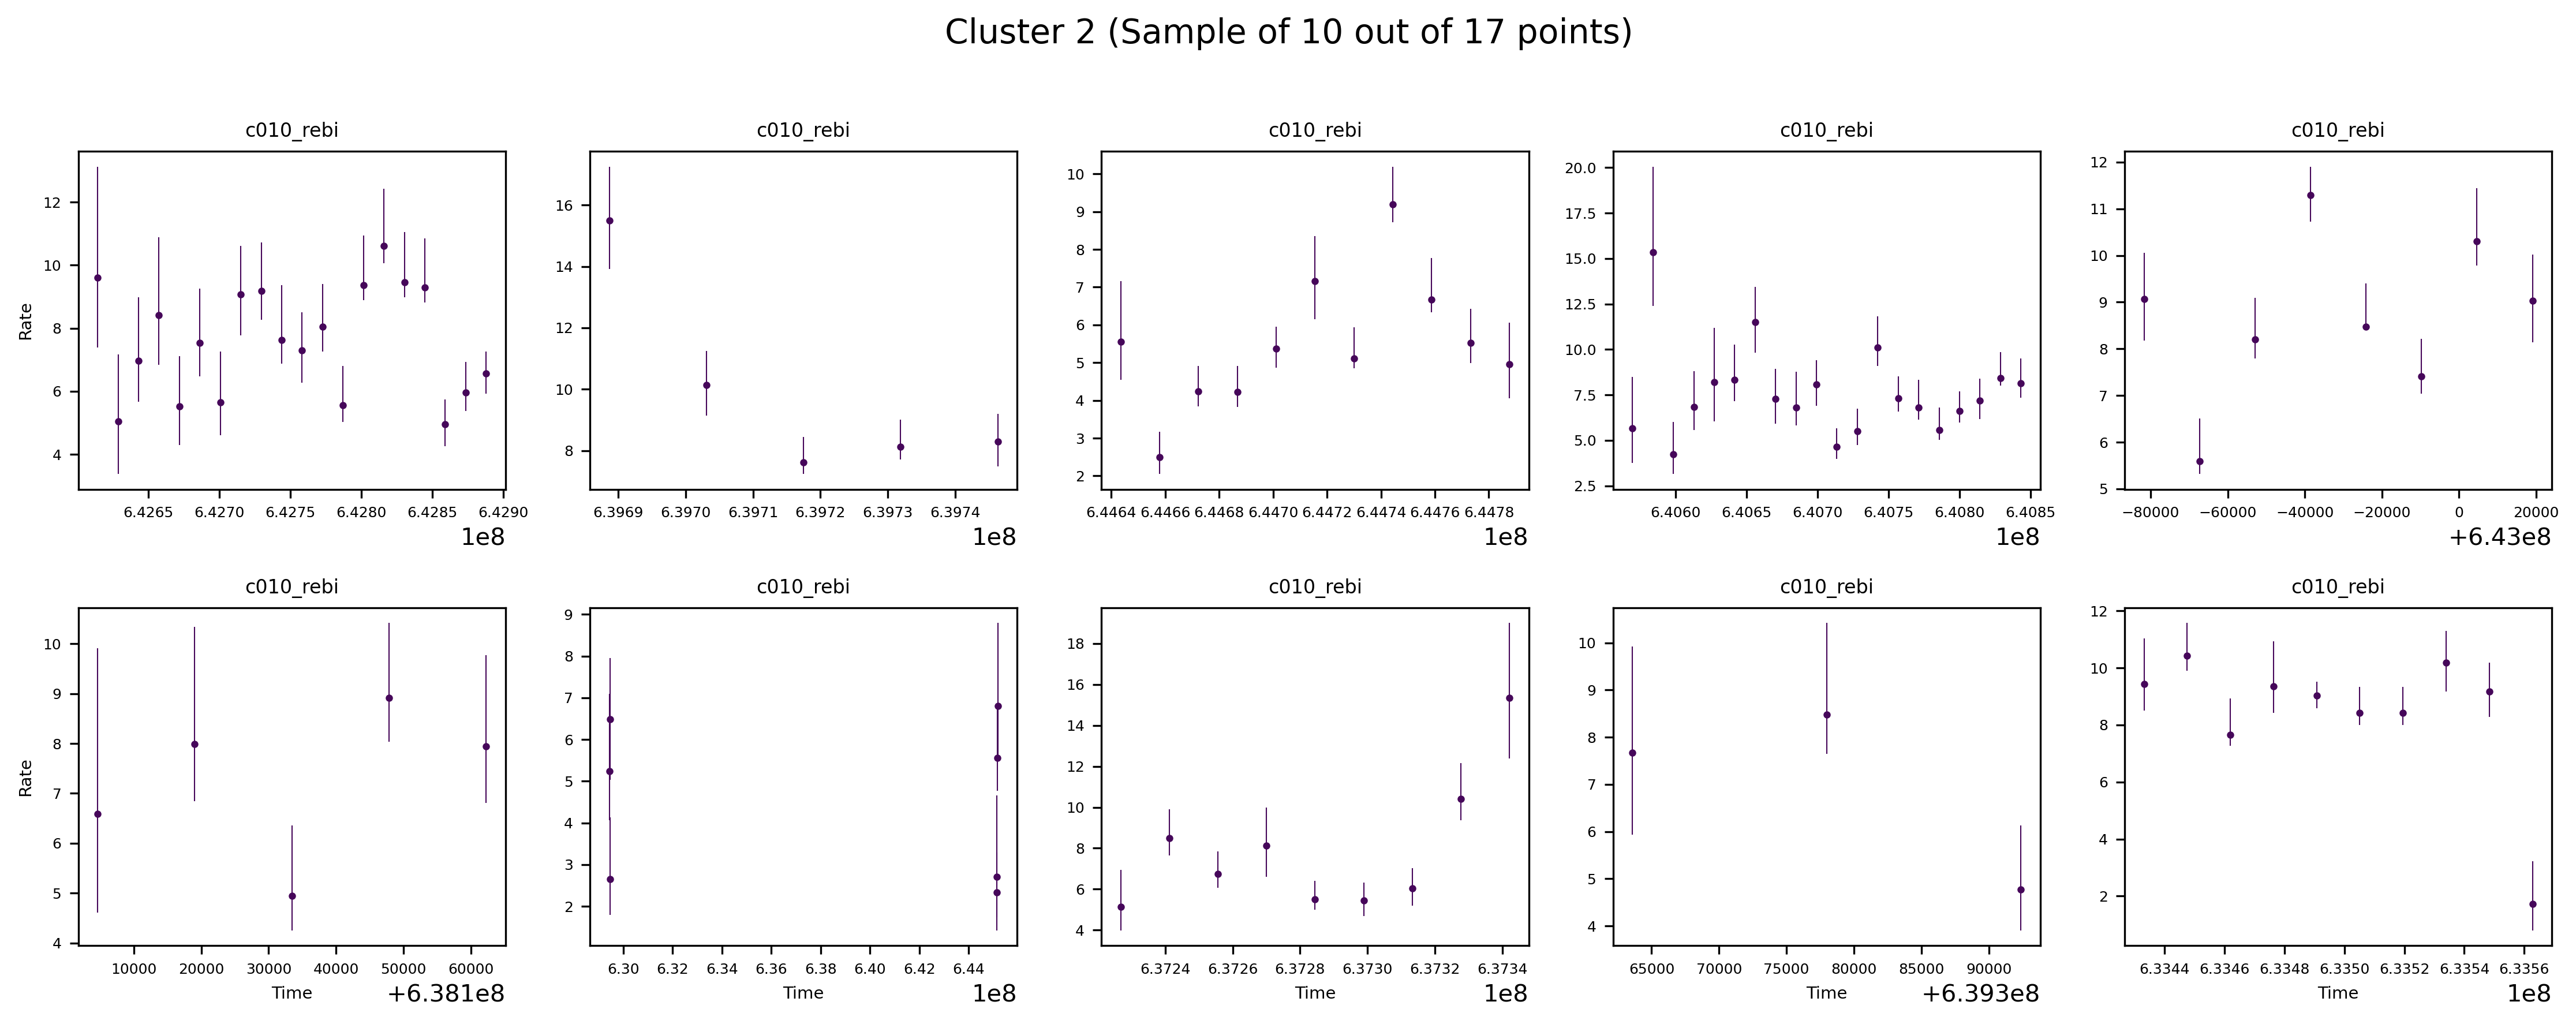 Cluster 2 (Sample of 10 out of 17 points)
c010_rebi c010_rebi c010_rebi c010_rebi c010_rebi
Rate
12
10
8
6
4
6.4265 6.4270 6.4275 6.4280 6.4285 6.4290
1e8
16
14
12
10
8
6.3969 6.3970 6.3971 6.3972 6.3973 6.3974
1e8
10
9
8
7
6
5
4
3
2
6.4464 6.4466 6.4468 6.4470 6.4472 6.4474 6.4476 6.4478
1e8
20.0
17.5
15.0
12.5
10.0
7.5
5.0
2.5
6.4060 6.4065 6.4070 6.4075 6.4080 6.4085
1e8
12
11
10
9
8
7
6
5
−80000 −60000 −40000 −20000 0 20000
+6.43e8
c010_rebi c010_rebi c010_rebi c010_rebi c010_rebi
Rate
10
9
8
7
6
5
4
10000 20000 30000 40000 50000 60000
Time +6.381e8
9
8
7
6
5
4
3
2
6.30 6.32 6.34 6.36 6.38 6.40 6.42 6.44
Time 1e8
18
16
14
12
10
8
6
4
6.3724 6.3726 6.3728 6.3730 6.3732 6.3734
Time 1e8
10
9
8
7
6
5
4
65000 70000 75000 80000 85000 90000
Time +6.393e8
12
10
8
6
4
2
6.3344 6.3346 6.3348 6.3350 6.3352 6.3354 6.3356
Time 1e8